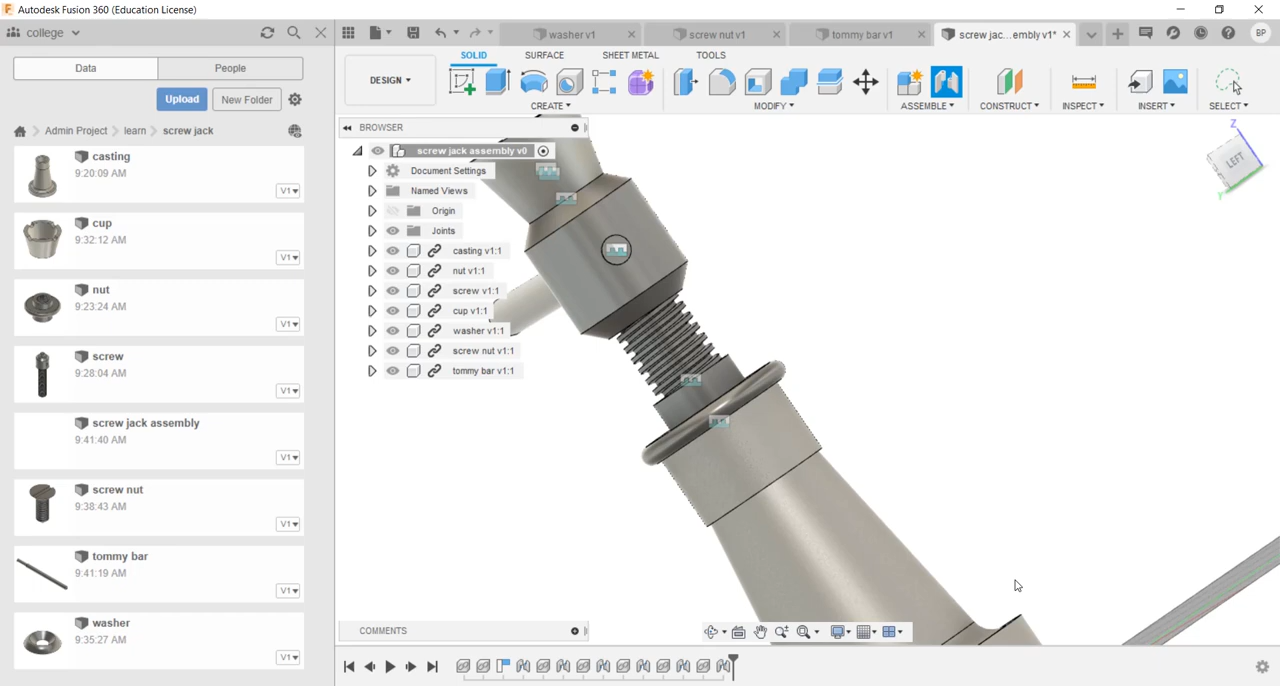 Autodesk Fusion 360 (Education License)
college
washer v1
screw nut v1
tommy bar v1
screw jac...embly v1*
BP
Data
People
SOLID
SURFACE
SHEET METAL
TOOLS
DESIGN
Upload
New Folder
CREATE
MODIFY
ASSEMBLE
CONSTRUCT
INSPECT
INSERT
SELECT
Admin Project
learn
screw jack
BROWSER
casting
9:20:09 AM
V1
cup
9:32:12 AM
V1
nut
9:23:24 AM
V1
screw
9:28:04 AM
V1
screw jack assembly
9:41:40 AM
V1
screw nut
9:38:43 AM
V1
tommy bar
9:41:19 AM
V1
washer
9:35:27 AM
V1
screw jack assembly v0
Document Settings
Named Views
Origin
Joints
casting v1:1
nut v1:1
screw v1:1
cup v1:1
washer v1:1
screw nut v1:1
tommy bar v1:1
Z
LEFT
Y
COMMENTS